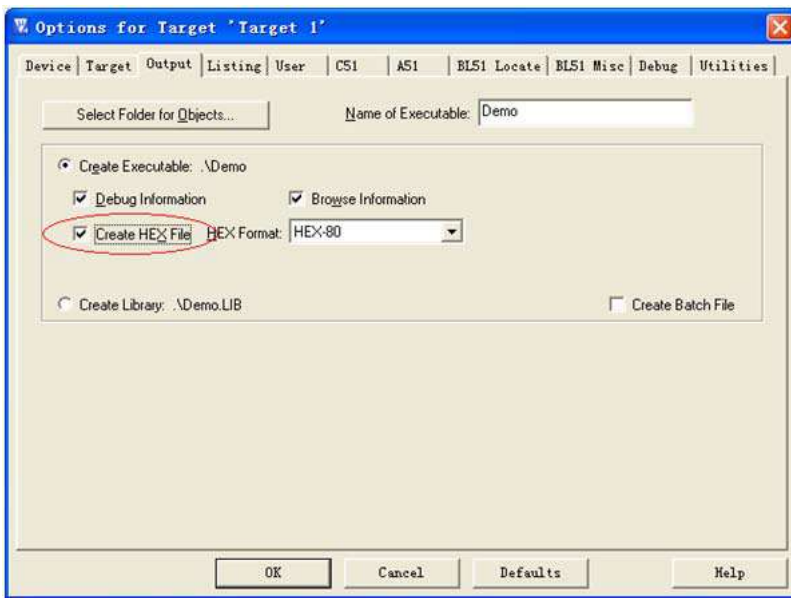 Options for Target 'Target 1'
Device Target Output Listing User C51 A51 BL51 Locate BL51 Misc Debug Utilities
Select Folder for Objects... Name of Executable: Demo
Create Executable: .\Demo
Debug Information Browse Information
Create HEX File HEX Format: HEX-80
Create Library: .\Demo.LIB Create Batch File
OK Cancel Defaults Help